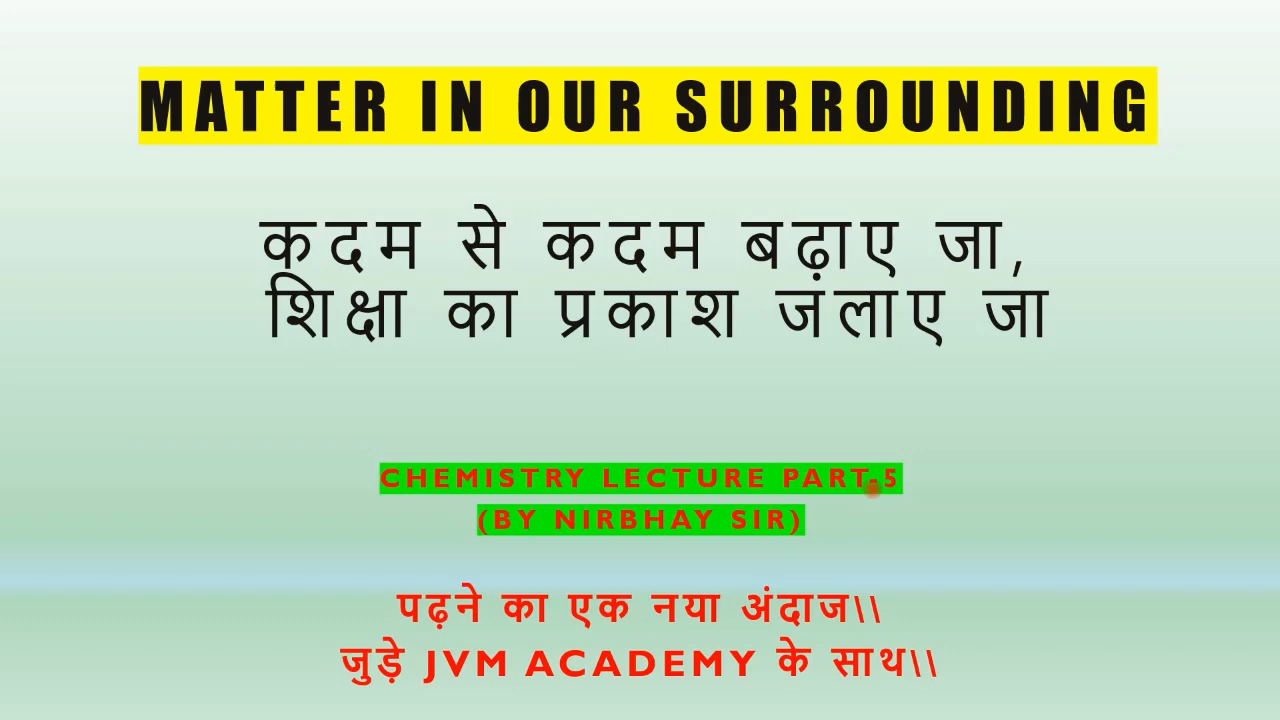 MATTER IN OUR SURROUNDING
कदम से कदम बढ़ाए जा,
शिक्षा का प्रकाश जलाए जा
CHEMISTRY LECTURE PART-5
(BY NIRBHAY SIR)
पढ़ने का एक नया अंदाज\\
जुड़े JVM ACADEMY के साथ\\